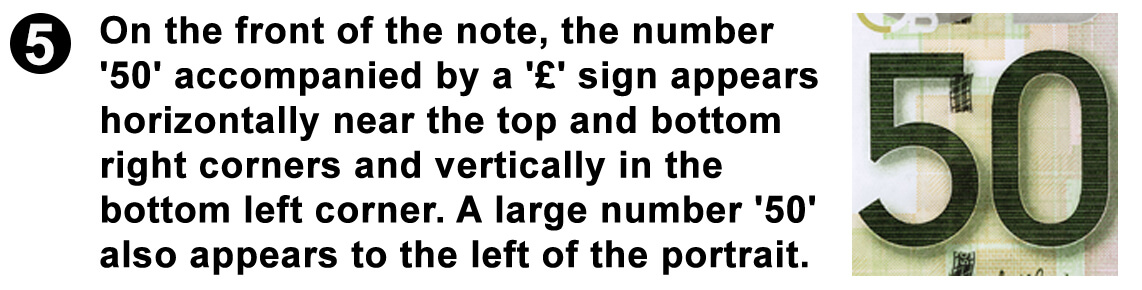 5
On the front of the note, the number
'50' accompanied by a '£' sign appears
horizontally near the top and bottom
right corners and vertically in the
bottom left corner. A large number '50'
also appears to the left of the portrait.
50